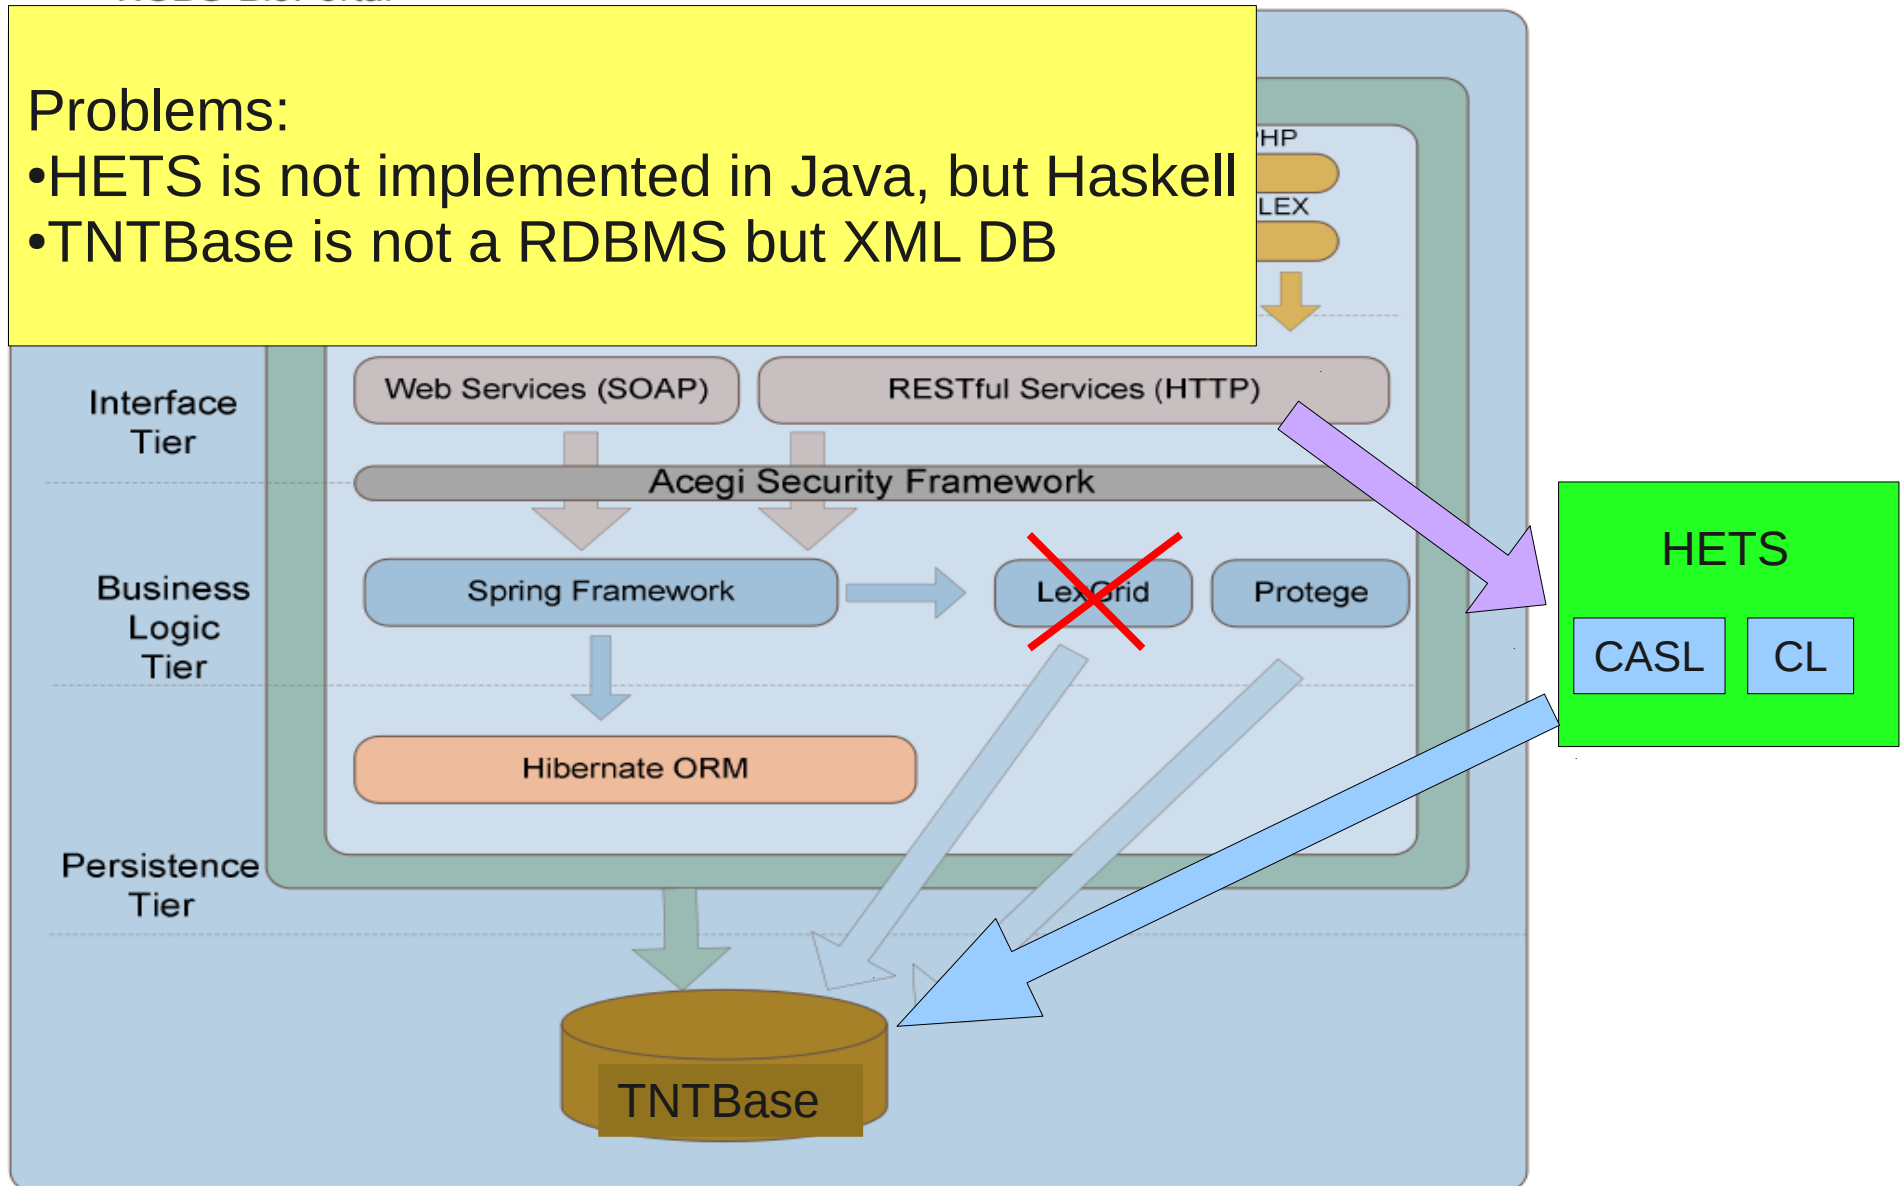 Problems:
•HETS is not implemented in Java, but Haskell
•TNTBase is not a RDBMS but XML DB
Web Services (SOAP)
RESTful Services (HTTP)
Interface
Tier
Acegi Security Framework
HETS
Spring Framework
LexGrid
Protege
Business
Logic
Tier
CASL
CL
Hibernate ORM
Persistence
Tier
TNTBase